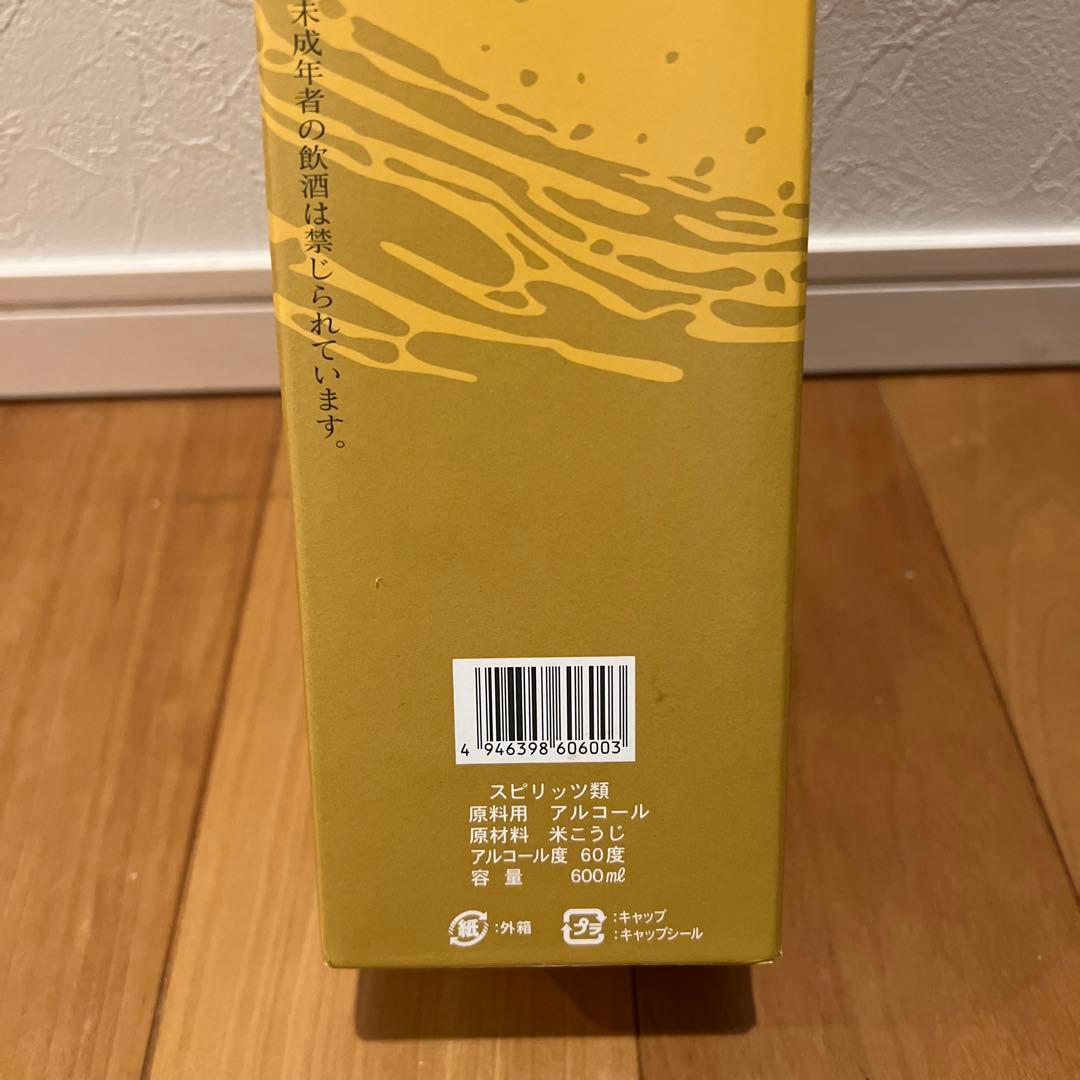 未成年者の飲酒は禁じられています。
4 946398 606003
スピリッツ類
原料用 アルコール
原材料 米こうじ
アルコール度 60度
容量 600ml
紙 :外箱
プラ :キャップ
:キャップシール